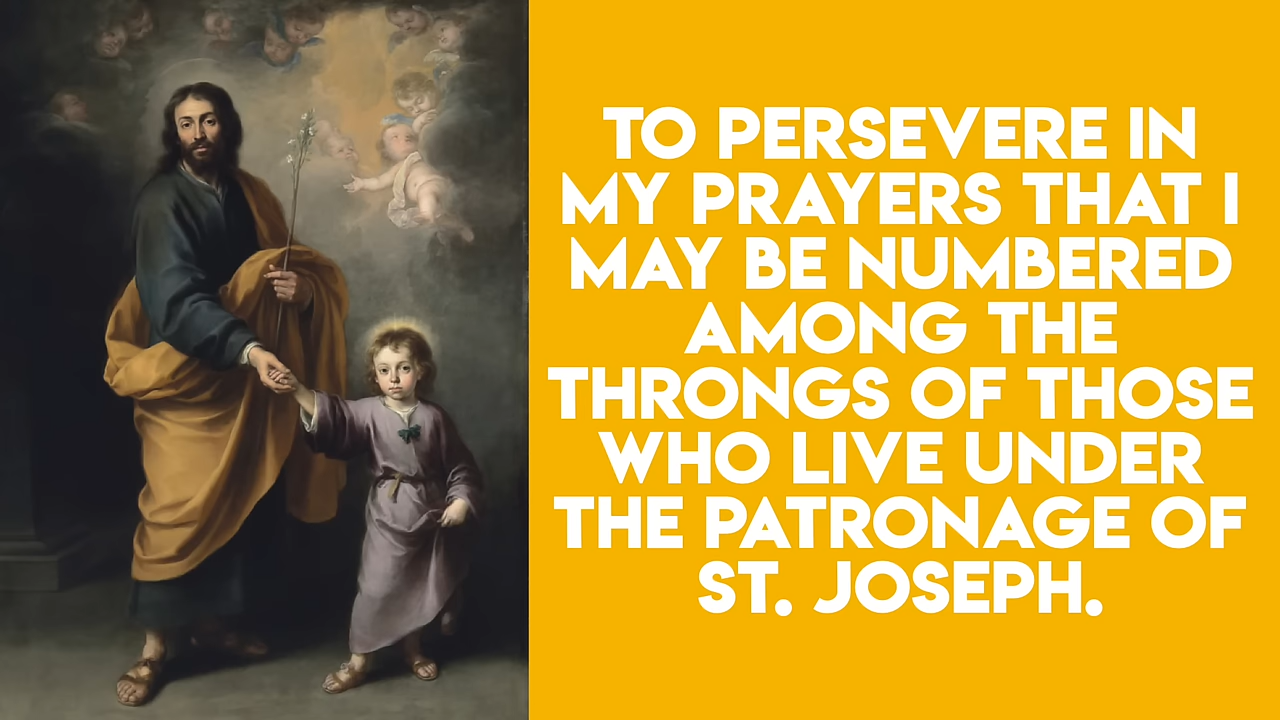 TO PERSEVERE IN
MY PRAYERS THAT I
MAY BE NUMBERED
AMONG THE
THRONGS OF THOSE
WHO LIVE UNDER
THE PATRONAGE OF
ST. JOSEPH.